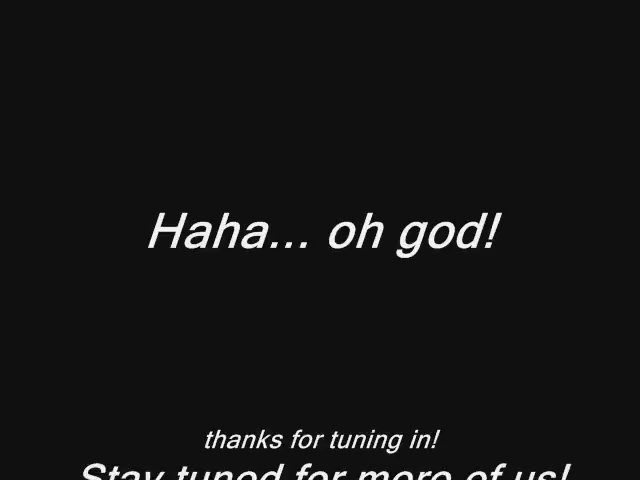 Haha... oh god!
thanks for tuning in!
Stay tuned for more of us!